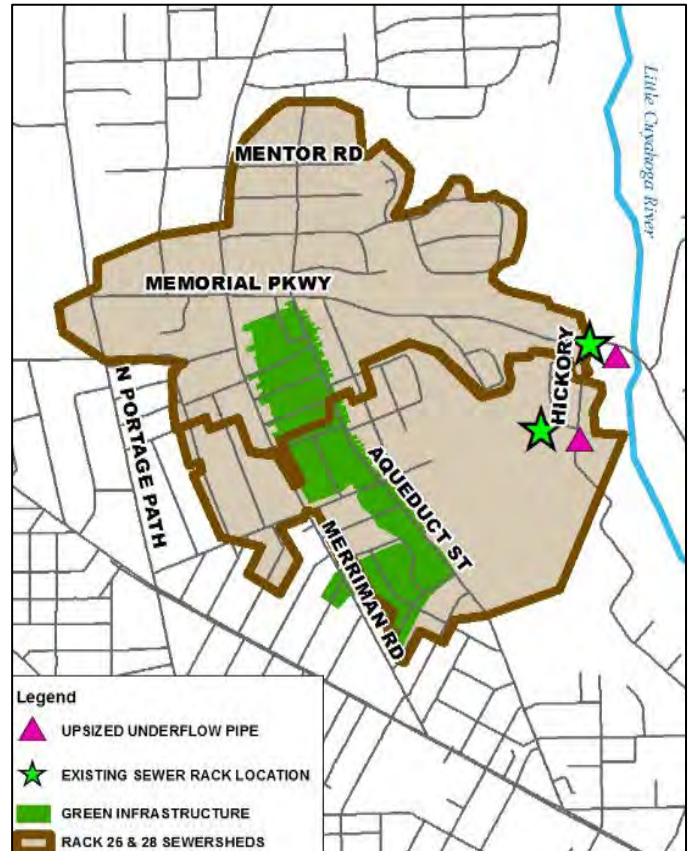 Little Cuyahoga River
MENTOR RD
MEMORIAL PKWY
HICKORY
N PORTAGE PATH
AQUEDUCT ST
MERRIMAN RD
Legend
UPSIZED UNDERFLOW PIPE
EXISTING SEWER RACK LOCATION
GREEN INFRASTRUCTURE
RACK 26 & 28 SEWERSHEDS